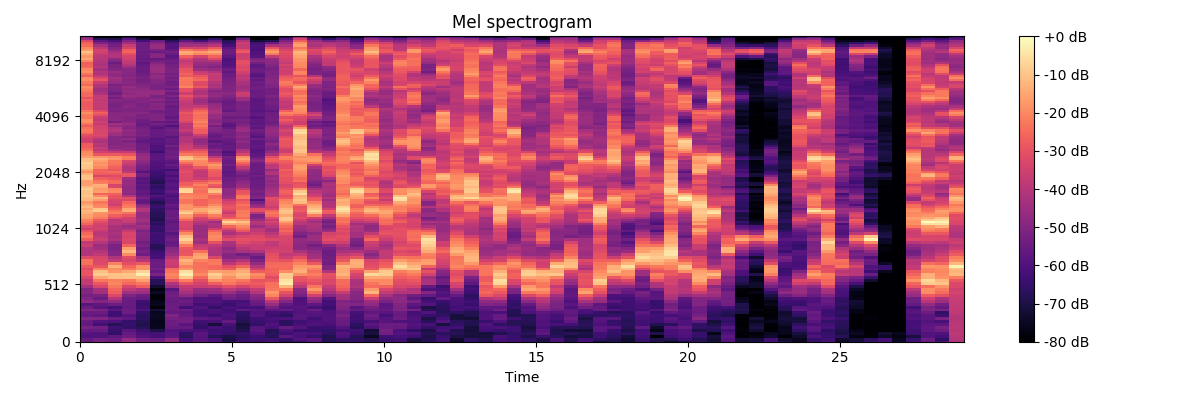 Mel spectrogram
Hz
8192
4096
2048
1024
512
0
0 5 10 15 20 25
Time
+0 dB
-10 dB
-20 dB
-30 dB
-40 dB
-50 dB
-60 dB
-70 dB
-80 dB